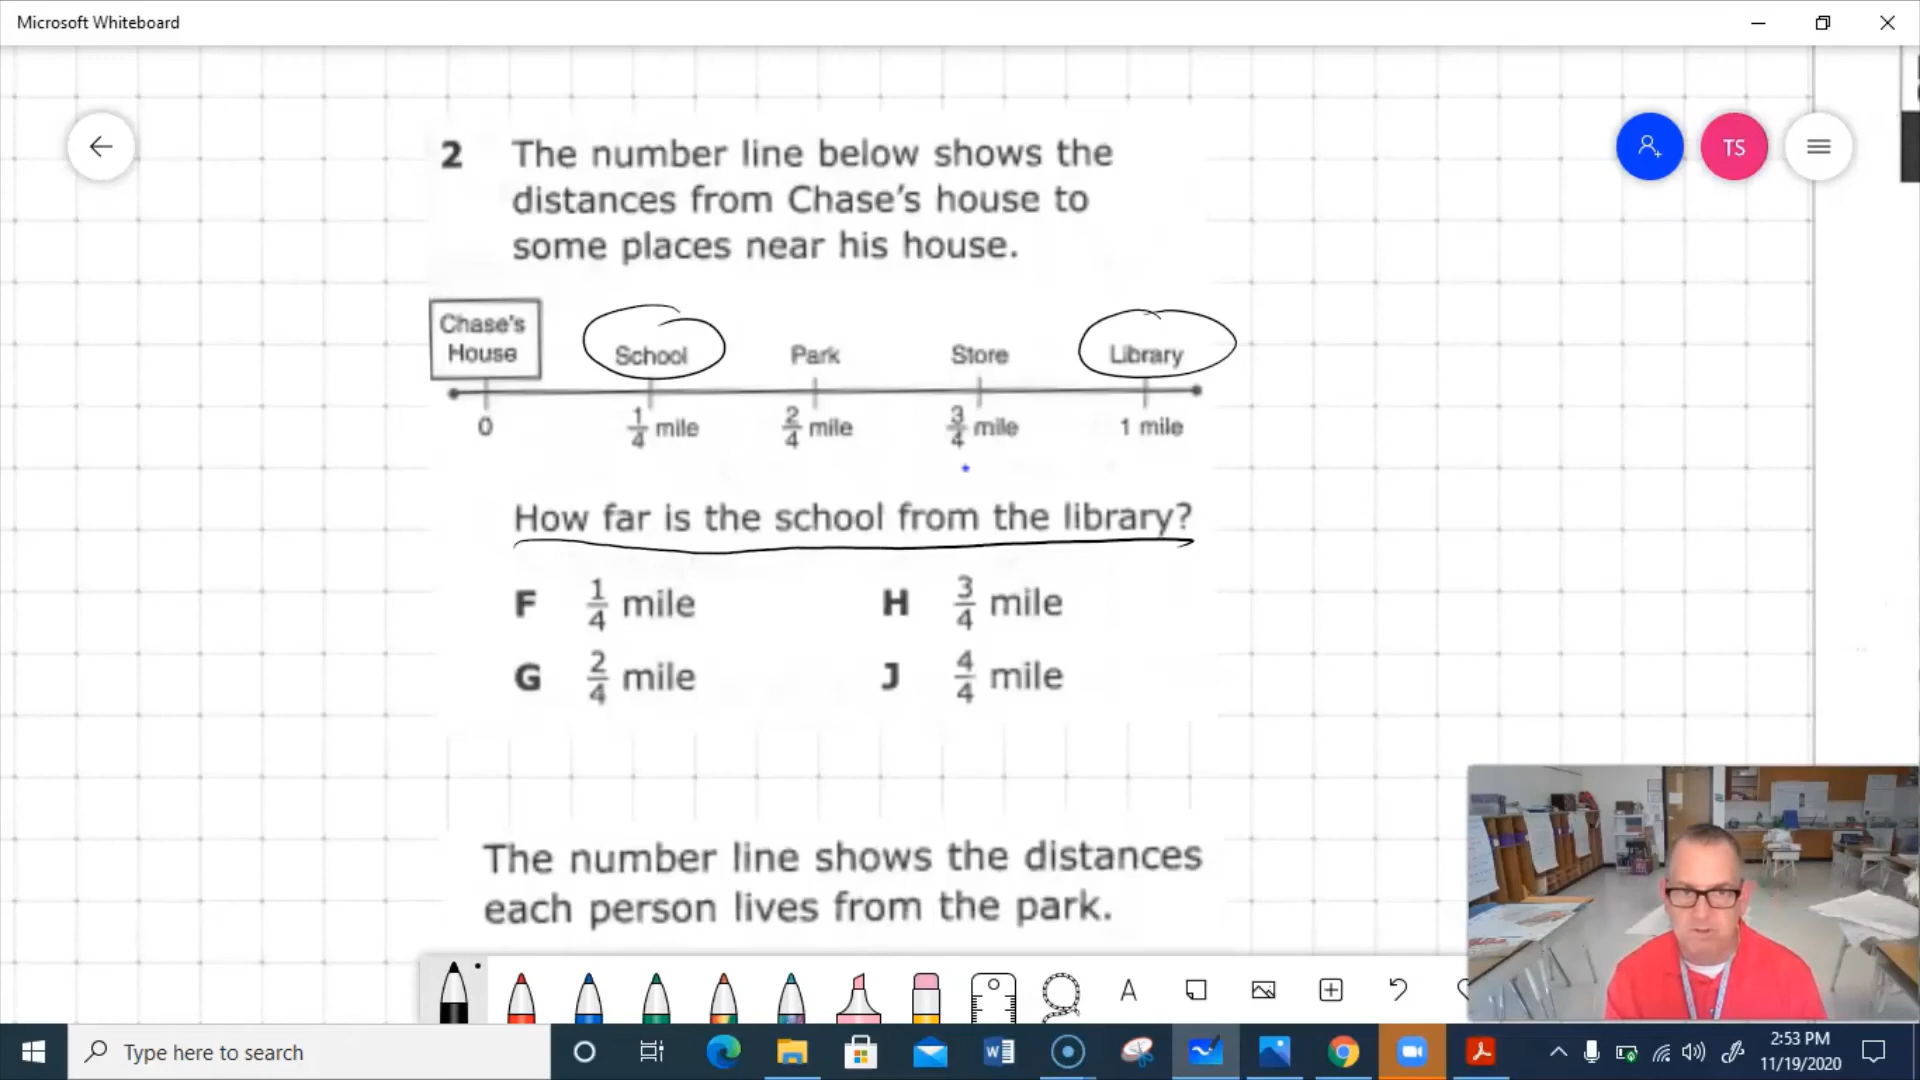 Microsoft Whiteboard
TS
2 The number line below shows the
distances from Chase's house to
some places near his house.
Chase's
House
School Park Store Library
0 1/4 mile 2/4 mile 3/4 mile 1 mile
How far is the school from the library?
F 1/4 mile H 3/4 mile
G 2/4 mile J 4/4 mile
The number line shows the distances
each person lives from the park.
Type here to search
2:53 PM
11/19/2020